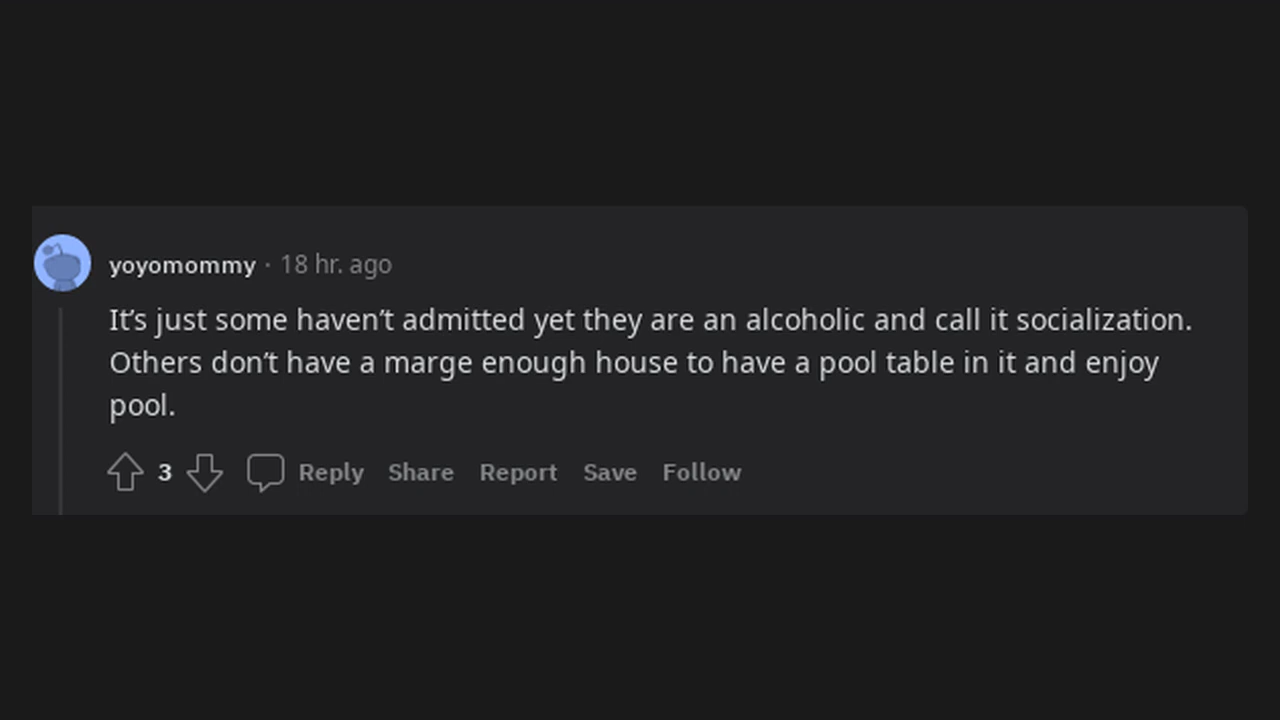 yoyomommy · 18 hr. ago
It’s just some haven’t admitted yet they are an alcoholic and call it socialization.
Others don’t have a marge enough house to have a pool table in it and enjoy
pool.
3 Reply Share Report Save Follow